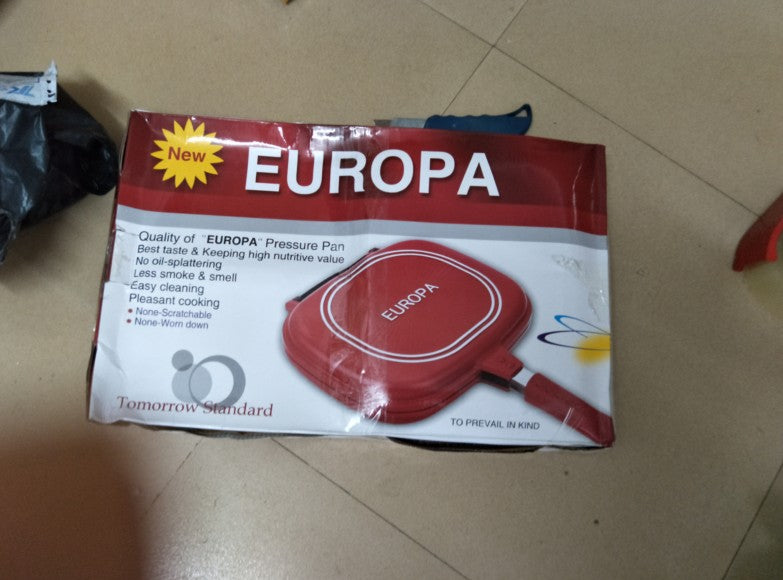 New
EUROPA
Quality of "EUROPA" Pressure Pan
Best taste & Keeping high nutritive value
No oil-splattering
Less smoke & smell
Easy cleaning
Pleasant cooking
• None-Scratchable
• None-Worn down
EUROPA
Tomorrow Standard
TO PREVAIL IN KIND